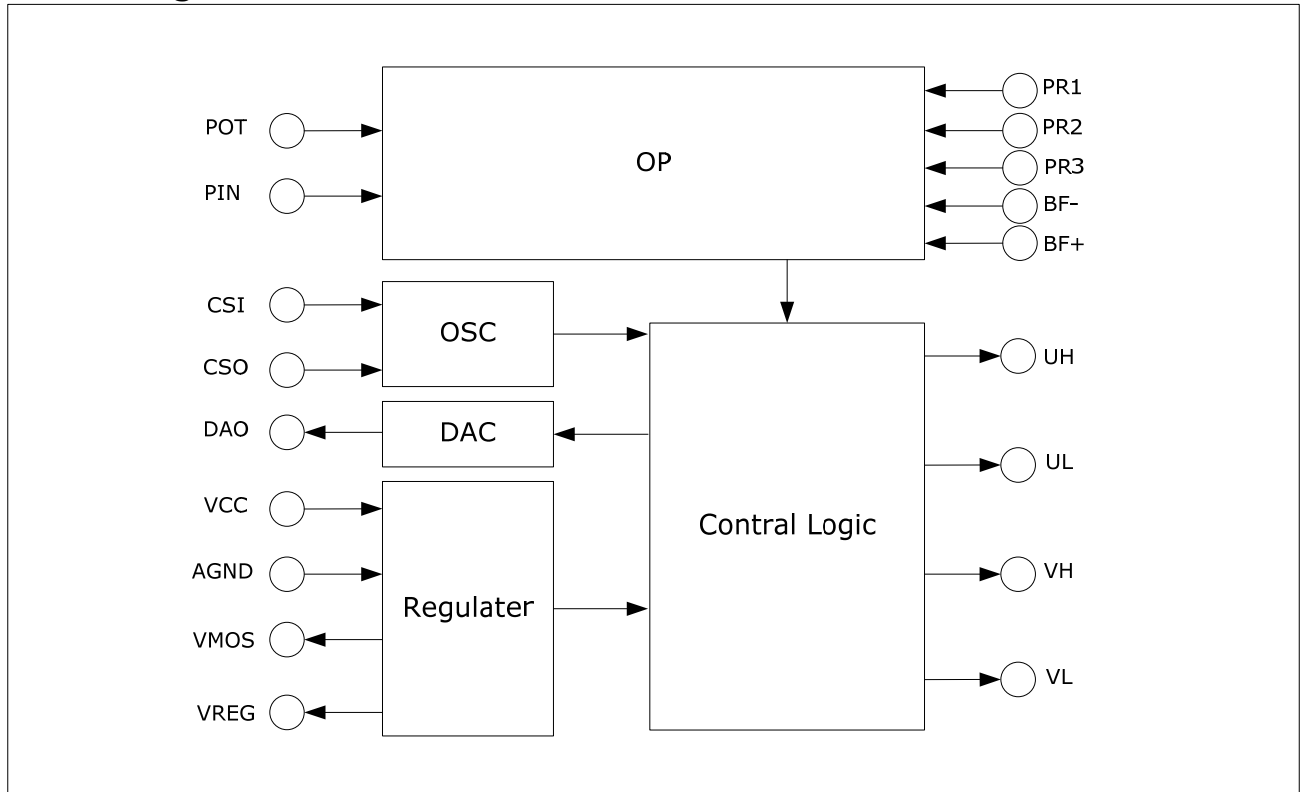 POT
PIN
OP
PR1
PR2
PR3
BF-
BF+
CSI
CSO
OSC
DAO
DAC
VCC
AGND
VMOS
VREG
Regulater
Contral Logic
UH
UL
VH
VL